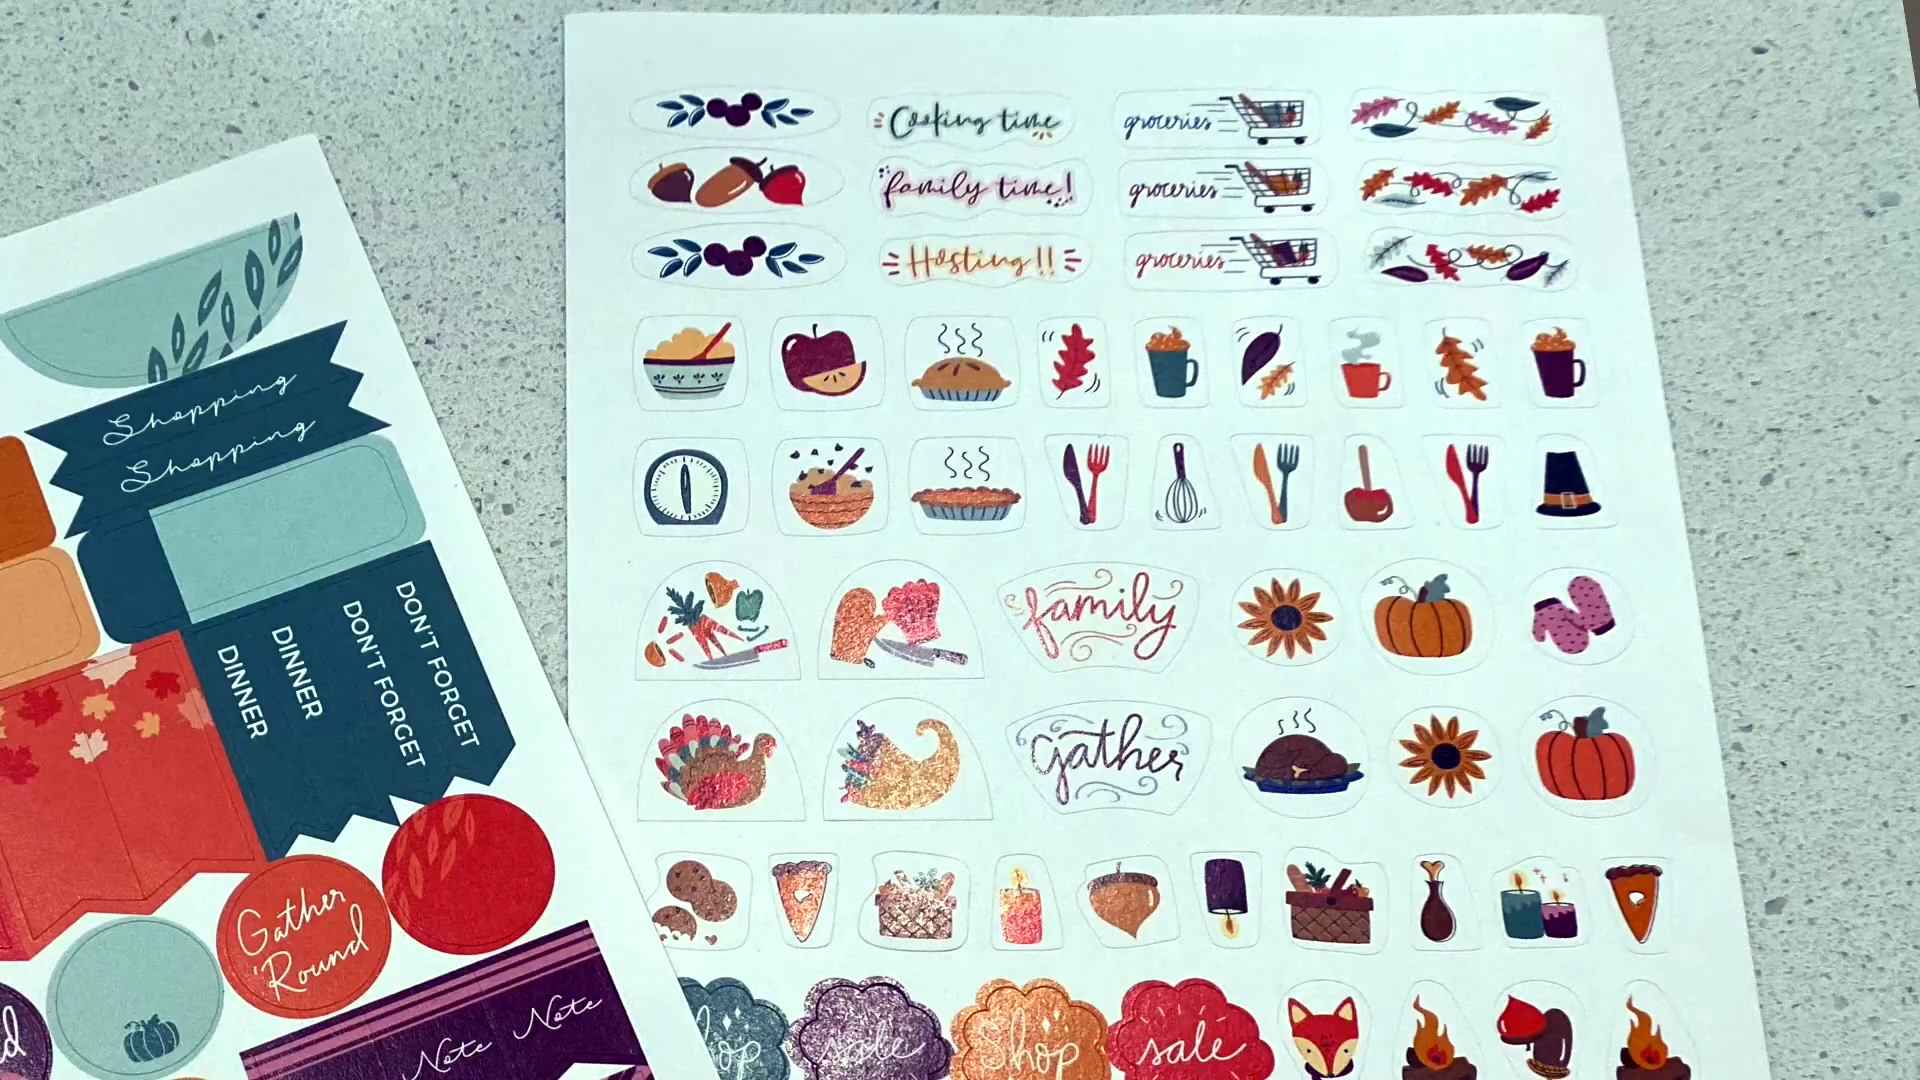 Cooking time
groceries
family time!
groceries
Hosting!!
groceries
family
gather
sale
Shop
sale
Shopping
Shopping
DON'T FORGET
DON'T FORGET
DINNER
DINNER
Gather
'Round
Note
Note